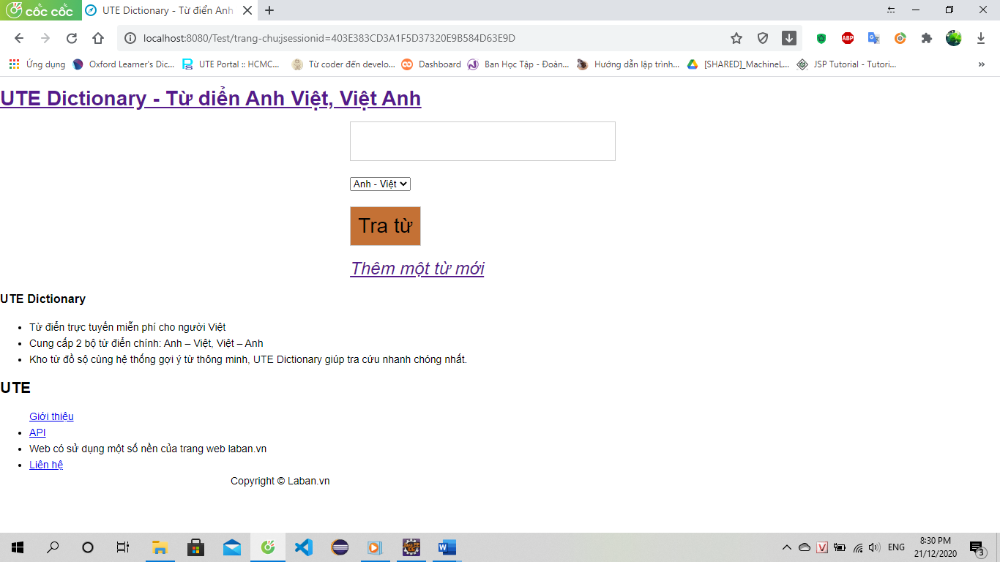 cốc cốc
UTE Dictionary - Từ điển Anh
localhost:8080/Test/trang-chu;jsessionid=403E383CD3A1F5D37320E9B584D63E9D
ABP
Ứng dụng
Oxford Learner's Dic...
UTE Portal :: HCMC...
Từ coder đến develo...
Dashboard
Ban Học Tập - Đoàn...
Hướng dẫn lập trình...
[SHARED]_MachineL...
JSP Tutorial - Tutori...
UTE Dictionary - Từ diển Anh Việt, Việt Anh
Anh - Việt
Tra từ
Thêm một từ mới
UTE Dictionary
Từ điển trực tuyến miễn phí cho người Việt
Cung cấp 2 bộ từ điển chính: Anh – Việt, Việt – Anh
Kho từ đồ sộ cùng hệ thống gợi ý từ thông minh, UTE Dictionary giúp tra cứu nhanh chóng nhất.
UTE
Giới thiệu
API
Web có sử dụng một số nền của trang web laban.vn
Liên hệ
Copyright © Laban.vn
V
ENG
8:30 PM
21/12/2020
3